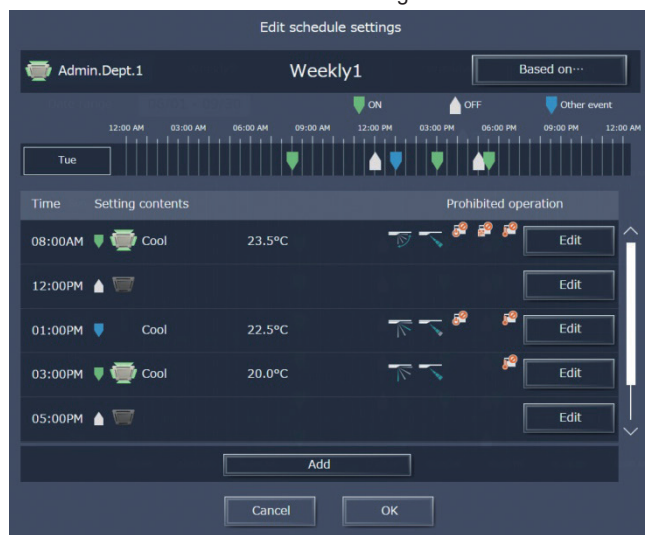 Edit schedule settings
Admin.Dept.1 Weekly1 Based on…
ON OFF Other event
12:00 AM 03:00 AM 06:00 AM 09:00 AM 12:00 PM 03:00 PM 06:00 PM 09:00 PM 12:00 AM
Tue
Time Setting contents Prohibited operation
08:00AM Cool 23.5°C Edit
12:00PM Edit
01:00PM Cool 22.5°C Edit
03:00PM Cool 20.0°C Edit
05:00PM Edit
Add
Cancel OK